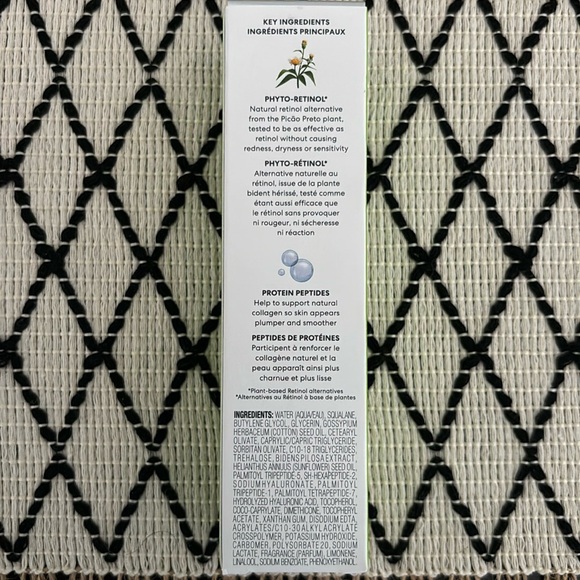 KEY INGREDIENTS
INGRÉDIENTS PRINCIPAUX
PHYTO-RETINOL*
Natural retinol alternative
from the Picão Preto plant,
tested to be as effective as
retinol without causing
redness, dryness or sensitivity
PHYTO-RÉTINOL*
Alternative naturelle au
rétinol, issue de la plante
bident hérissé, testé comme
étant aussi efficace que
le rétinol sans provoquer
ni rougeur, ni sécheresse
ni réaction
PROTEIN PEPTIDES
Help to support natural
collagen so skin appears
plumper and smoother
PEPTIDES DE PROTÉINES
Participent à renforcer le
collagène naturel et la
peau apparaît ainsi plus
charnue et plus lisse
*Plant-based Retinol alternatives
*Alternatives au Rétinol à base de plantes
INGREDIENTS: WATER (AQUA/EAU), SQUALANE,
BUTYLENE GLYCOL, GLYCERIN, GOSSYPIUM
HERBACEUM (COTTON) SEED OIL, CETEARYL
OLIVATE, CAPRYLIC/CAPRIC TRIGLYCERIDE,
SORBITAN OLIVATE, C10-18 TRIGLYCERIDES,
TREHALOSE, BIDENS PILOSA EXTRACT,
HELIANTHUS ANNUUS (SUNFLOWER) SEED OIL,
PALMITOYL TRIPEPTIDE-5, SH-HEXAPEPTIDE-2,
SODIUM HYALURONATE, PALMITOYL
TRIPEPTIDE-1, PALMITOYL TETRAPEPTIDE-7,
HYDROLYZED HYALURONIC ACID, TOCOPHEROL,
COCO-CAPRYLATE, DIMETHICONE, TOCOPHERYL
ACETATE, XANTHAN GUM, DISODIUM EDTA,
ACRYLATES/C10-30 ALKYL ACRYLATE
CROSSPOLYMER, POTASSIUM HYDROXIDE,
CARBOMER, POLYSORBATE 20, SODIUM
LACTATE, FRAGRANCE (PARFUM), LIMONENE,
LINALOOL, SODIUM BENZOATE, PHENOXYETHANOL.